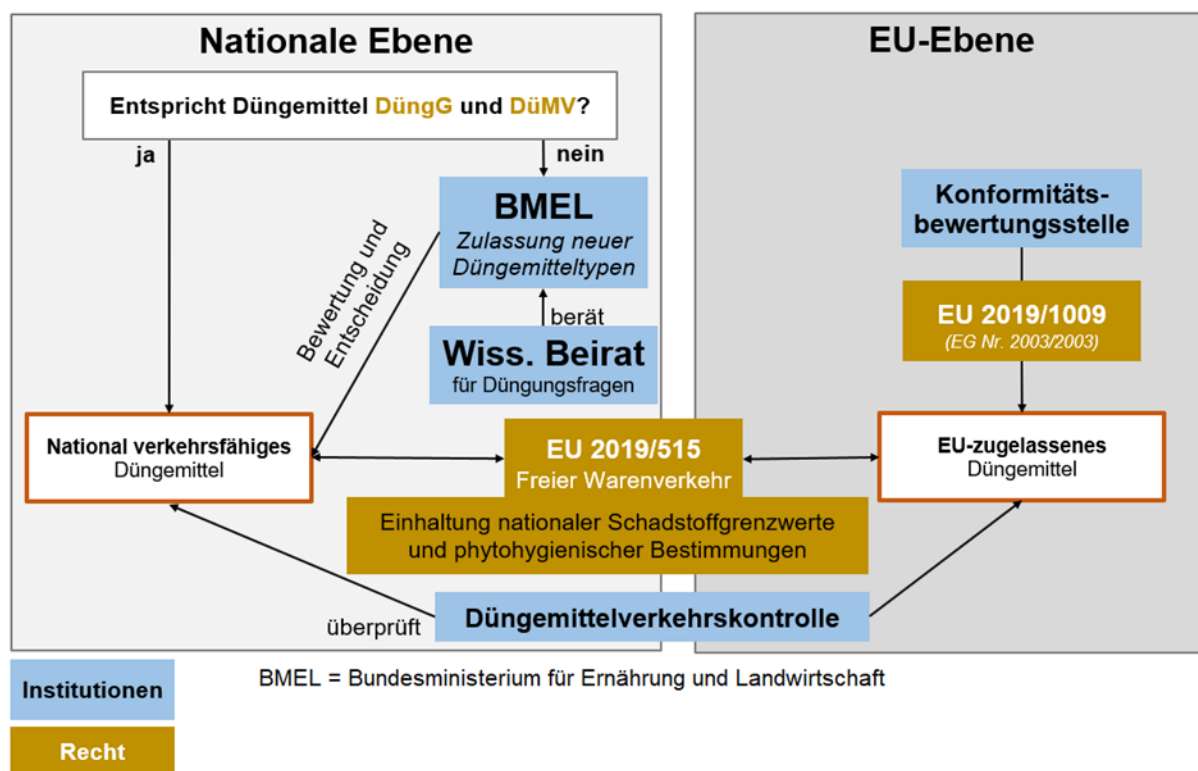 Nationale Ebene
Entspricht Düngemittel DüngG und DüMV?
ja
nein
BMEL
Zulassung neuer
Düngemitteltypen
Bewertung und
Entscheidung
berät
Wiss. Beirat
für Düngungsfragen
National verkehrsfähiges
Düngemittel
EU 2019/515
Freier Warenverkehr
Einhaltung nationaler Schadstoffgrenzwerte
und phytohygienischer Bestimmungen
EU-Ebene
Konformitäts-
bewertungsstelle
EU 2019/1009
(EG Nr. 2003/2003)
EU-zugelassenes
Düngemittel
überprüft
Düngemittelverkehrskontrolle
Institutionen
Recht
BMEL = Bundesministerium für Ernährung und Landwirtschaft